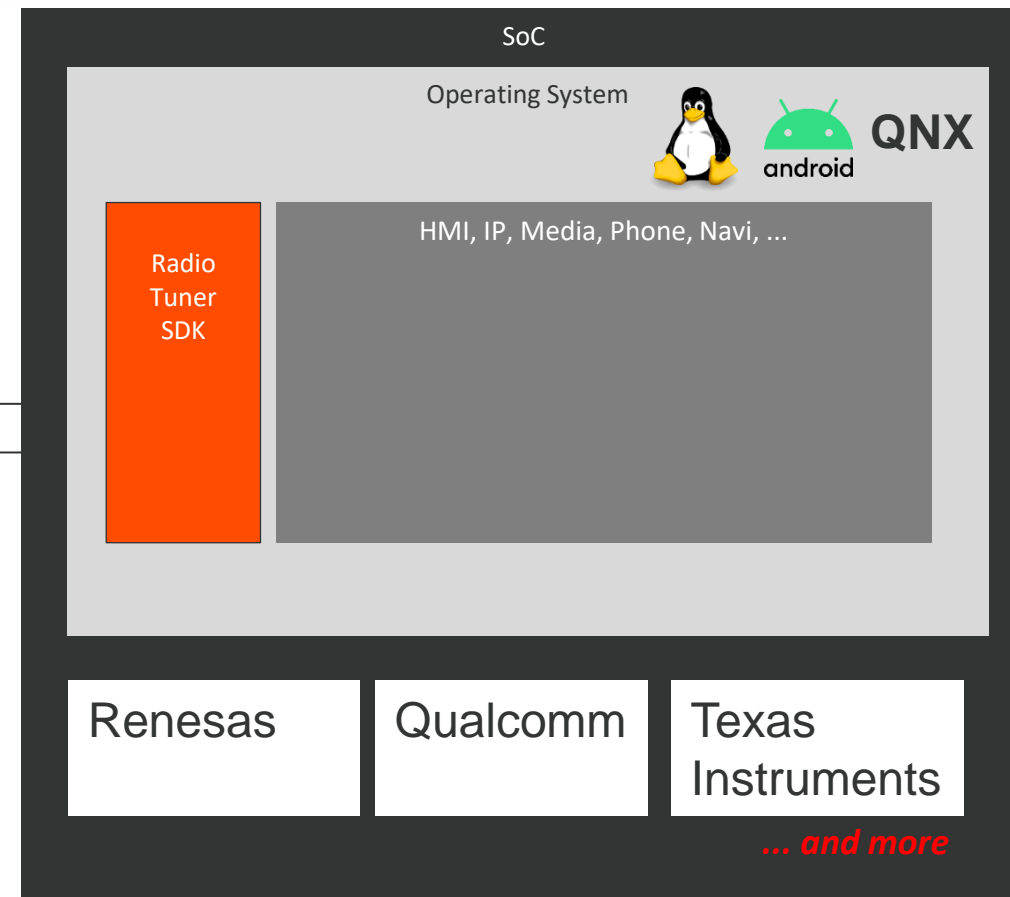 SoC
Operating System
android
QNX
HMI, IP, Media, Phone, Navi, ...
Radio
Tuner
SDK
Renesas
Qualcomm
Texas
Instruments
... and more